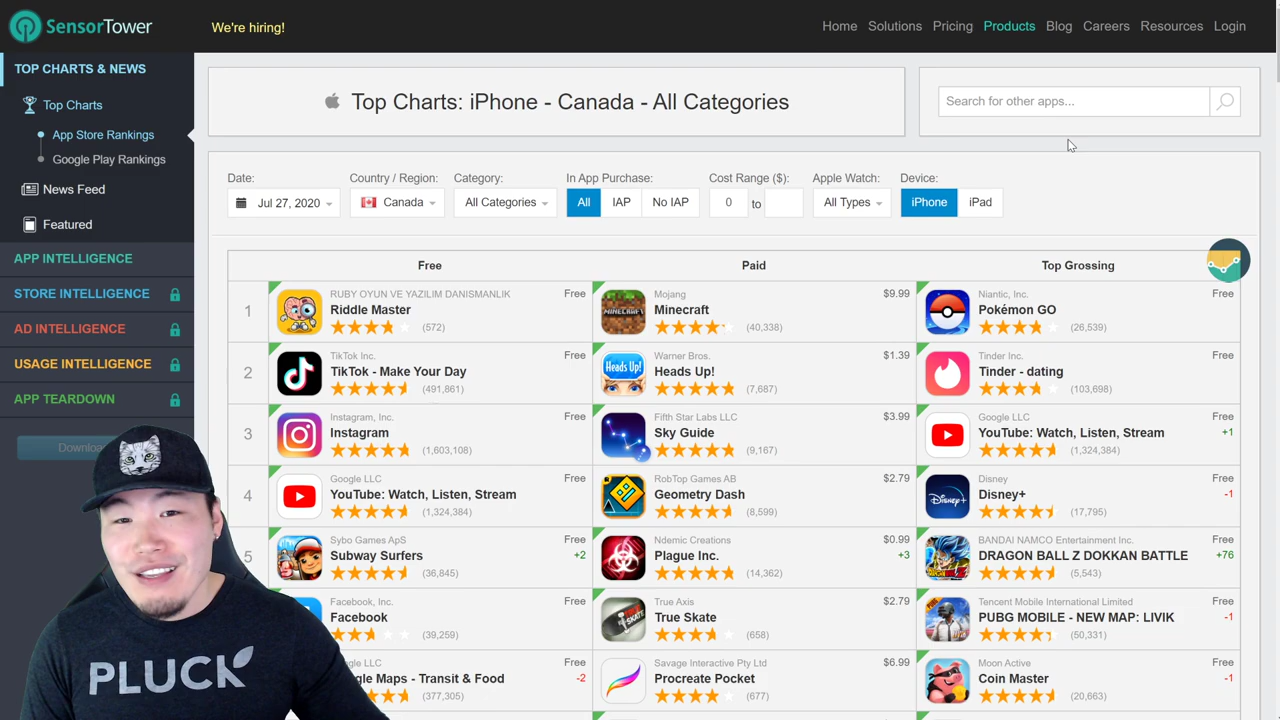 SensorTower
We're hiring!
Home Solutions Pricing Products Blog Careers Resources Login
TOP CHARTS & NEWS
Top Charts
App Store Rankings
Google Play Rankings
News Feed
Featured
APP INTELLIGENCE
STORE INTELLIGENCE
AD INTELLIGENCE
USAGE INTELLIGENCE
APP TEARDOWN
PLUCK
Top Charts: iPhone - Canada - All Categories
Search for other apps...
Date: Country / Region: Category: In App Purchase: Cost Range ($): Apple Watch: Device:
Jul 27, 2020 Canada All Categories All IAP No IAP 0 to All Types iPhone iPad
Free Paid Top Grossing
1
RUBY OYUN VE YAZILIM DANISMANLIK Free
Riddle Master
(572)
MINECRAFT
Mojang $9.99
Minecraft
(40,338)
Niantic, Inc. Free
Pokémon GO
(26,539)
2
TikTok Inc. Free
TikTok - Make Your Day
(491,861)
Heads Up!
Warner Bros. $1.39
Heads Up!
(7,687)
Tinder Inc. Free
Tinder - dating
(103,698)
3
Instagram, Inc. Free
Instagram
(1,603,108)
Fifth Star Labs LLC $3.99
Sky Guide
(9,167)
Google LLC Free
YouTube: Watch, Listen, Stream +1
(1,324,384)
4
Google LLC Free
YouTube: Watch, Listen, Stream
(1,324,384)
RobTop Games AB $2.79
Geometry Dash
(8,599)
Disney+
Disney Free
Disney+ -1
(17,795)
5
Sybo Games ApS Free
Subway Surfers +2
(36,845)
Ndemic Creations $0.99
Plague Inc. +3
(14,362)
BANDAI NAMCO Entertainment Inc. Free
DRAGON BALL Z DOKKAN BATTLE +76
(5,543)
Facebook, Inc. Free
Facebook
(39,259)
True Axis $2.79
True Skate
(658)
Tencent Mobile International Limited Free
PUBG MOBILE - NEW MAP: LIVIK -1
(50,331)
LLC Free
Maps - Transit & Food -2
(377,305)
Savage Interactive Pty Ltd $6.99
Procreate Pocket
(677)
Moon Active Free
Coin Master -1
(20,663)